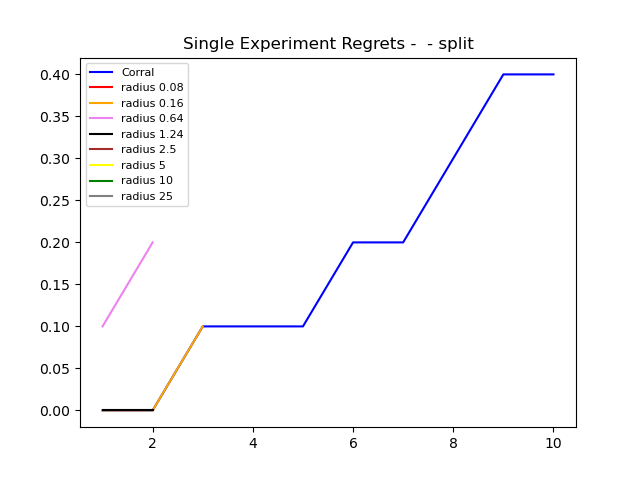 Single Experiment Regrets -  - split
Corral
radius 0.08
radius 0.16
radius 0.64
radius 1.24
radius 2.5
radius 5
radius 10
radius 25
0.40
0.35
0.30
0.25
0.20
0.15
0.10
0.05
0.00
2 4 6 8 10